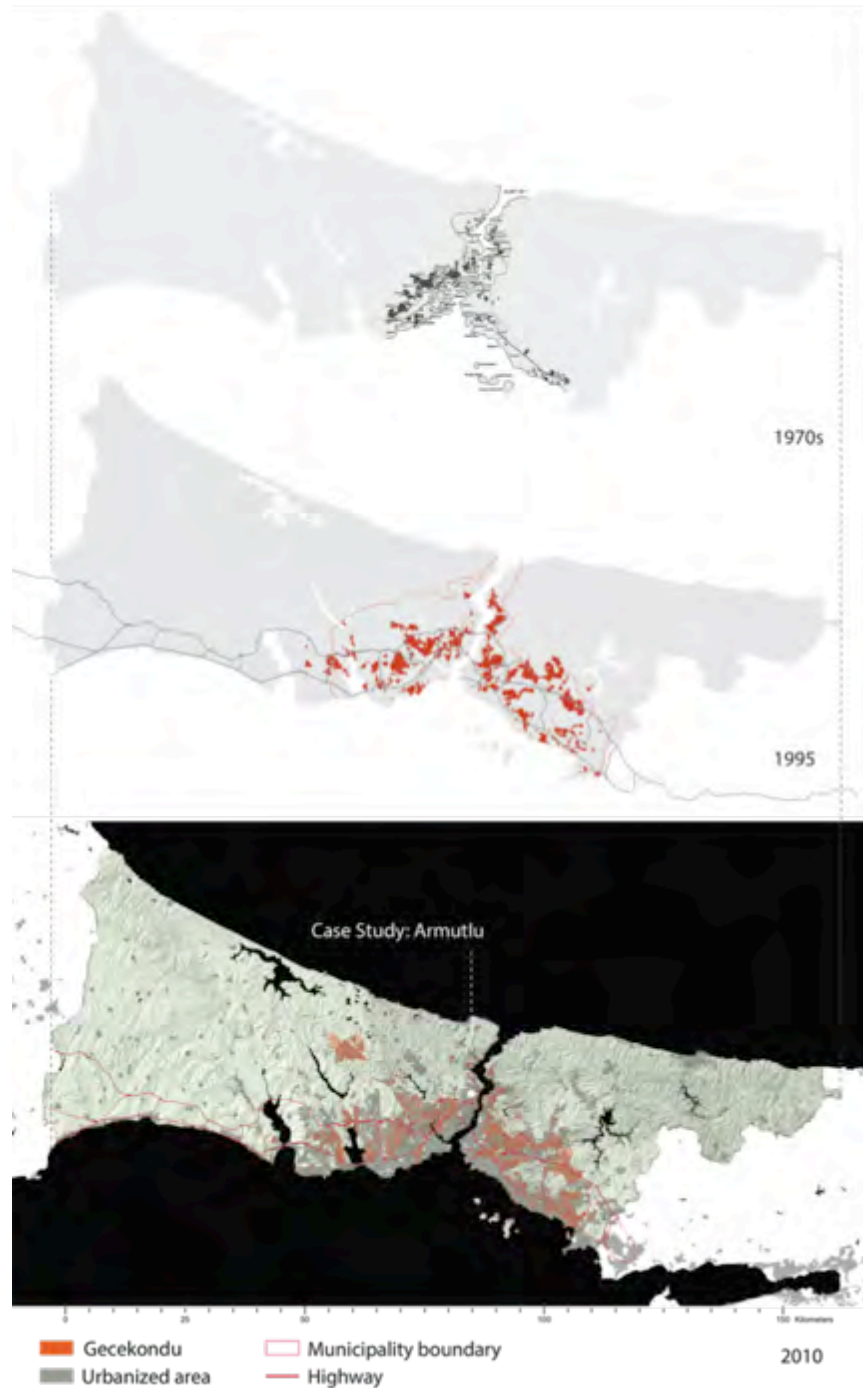 1970s
1995
Case Study: Armutlu
0 25 50 100 150 Kilometers
Gecekondu
Municipality boundary
2010
Urbanized area
Highway